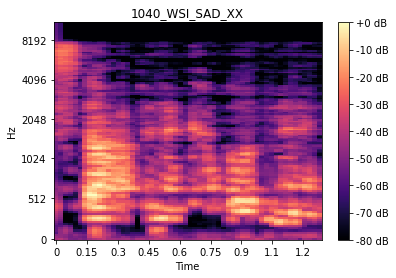 1040_WSI_SAD_XX
+0 dB
8192
-10 dB
4096
-20 dB
-30 dB
2048
Hz
-40 dB
1024
-50 dB
512
-60 dB
-70 dB
0
-80 dB
0 0.15 0.3 0.45 0.6 0.75 0.9 1.1 1.2
Time